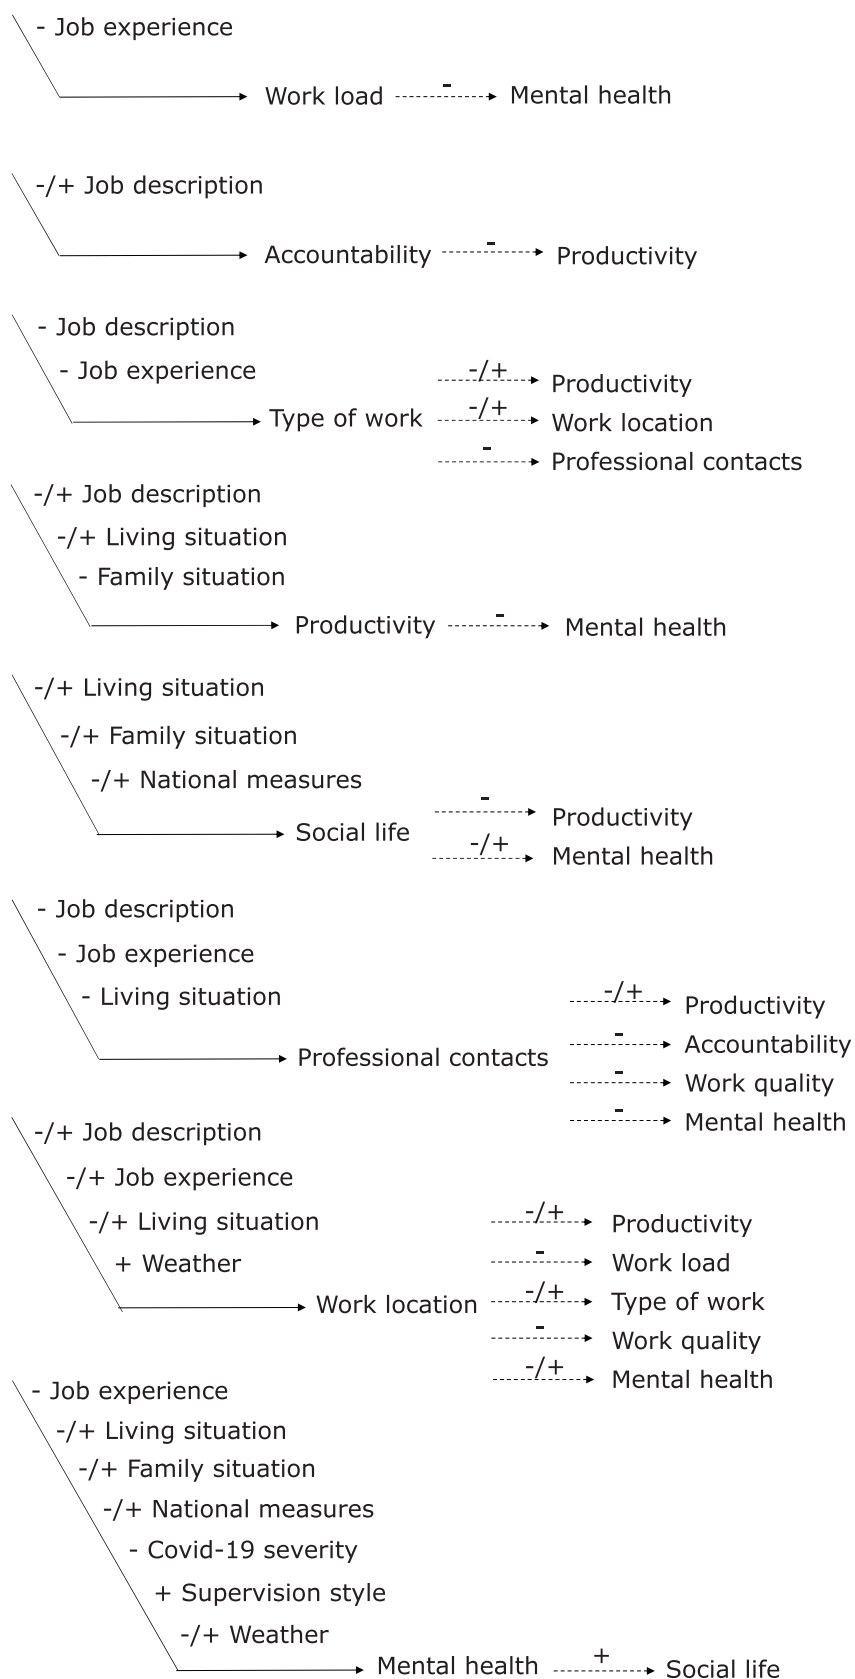 - Job experience
Work load - Mental health
-/+ Job description
Accountability - Productivity
- Job description
- Job experience
-/+ Productivity
Type of work -/+ Work location
- Professional contacts
-/+ Job description
-/+ Living situation
- Family situation
Productivity - Mental health
-/+ Living situation
-/+ Family situation
-/+ National measures
- Productivity
Social life
-/+ Mental health
- Job description
- Job experience
- Living situation
-/+ Productivity
- Accountability
Professional contacts
- Work quality
- Mental health
-/+ Job description
-/+ Job experience
-/+ Living situation
-/+ Productivity
+ Weather
- Work load
Work location -/+ Type of work
- Work quality
-/+ Mental health
- Job experience
-/+ Living situation
-/+ Family situation
-/+ National measures
- Covid-19 severity
+ Supervision style
-/+ Weather
Mental health + Social life